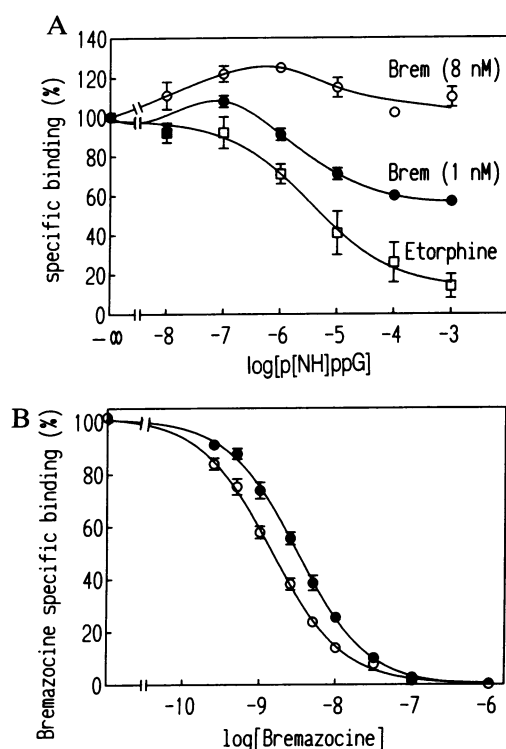 A
140
120
100
80
60
40
20
0
specific binding (%)
Brem (8 nM)
Brem (1 nM)
Etorphine
−∞ -8 -7 -6 -5 -4 -3
log[p[NH]ppG]
B
100
80
60
40
20
0
Bremazocine specific binding (%)
-10 -9 -8 -7 -6
log[Bremazocine]